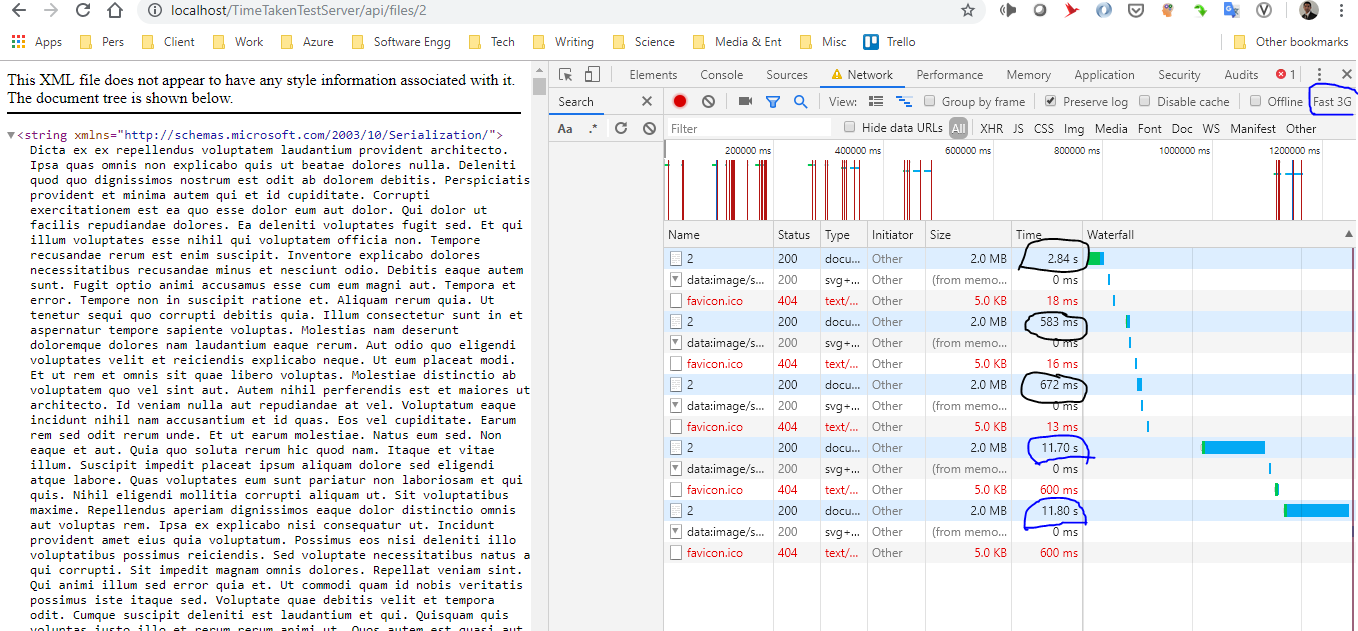 localhost/TimeTakenTestServer/api/files/2
Apps Pers Client Work Azure Software Engg Tech Writing Science Media & Ent Misc Trello Other bookmarks
This XML file does not appear to have any style information associated with it.
The document tree is shown below.
<string xmlns="http://schemas.microsoft.com/2003/10/Serialization/">
Dicta ex ex repellendus voluptatem laudantium provident architecto.
Ipsa quas omnis non explicabo quis ut beatae dolores nulla. Deleniti
quod quo dignissimos nostrum est odit ab dolorem debitis. Perspiciatis
provident et minima autem qui et id cupiditate. Corrupti
exercitationem est ea quo esse dolor eum aut dolor. Qui dolor ut
facilis repudiandae dolores. Ea deleniti voluptates fugit sed. Et qui
illum voluptates esse nihil qui voluptatem officia non. Tempore
recusandae rerum est enim suscipit. Inventore explicabo dolores
necessitatibus recusandae minus et nesciunt odio. Debitis eaque autem
sunt. Fugit optio animi accusamus esse cum eum magni aut. Tempora et
error. Tempore non in suscipit ratione et. Aliquam rerum quia. Ut
tenetur sequi quo corrupti debitis quia. Illum consectetur sunt in et
aspernatur tempore sapiente voluptas. Molestias nam deserunt
doloremque dolores nam laudantium eaque rerum. Aut odio quo eligendi
voluptates velit et reiciendis explicabo neque. Ut eum placeat modi.
Et ut rem et omnis sit quae libero voluptas. Molestiae distinctio ab
voluptatem quo vel sint aut. Autem nihil perferendis est et maiores ut
architecto. Id veniam nulla aut repudiandae at vel. Voluptatum eaque
incidunt nihil nam accusantium et id quas. Eos vel cupiditate. Earum
rem sed odit rerum unde. Et ut earum molestiae. Natus eum sed. Non
eaque et aut. Quia quo soluta rerum hic quod nam. Itaque et vitae
illum. Suscipit impedit placeat ipsum aliquam dolore sed eligendi
atque labore. Quas voluptates eum sunt pariatur non laboriosam et qui
quis. Nihil eligendi mollitia corrupti aliquam ut. Sit voluptatibus
maxime. Repellendus aperiam dignissimos eaque dolor distinctio omnis
aut voluptas rem. Ipsa ex explicabo nisi consequatur ut. Incidunt
provident amet eius quia voluptatum. Possimus eos nisi deleniti illo
voluptatibus possimus reiciendis. Sed voluptate necessitatibus natus a
qui corrupti. Sit impedit magnam omnis dolores. Repellat veniam sint.
Qui animi illum sed error quia et. Ut commodi quam id nobis veritatis
possimus iste itaque sed. Voluptate quae debitis velit et tempora
odit. Cumque suscipit deleniti est laudantium et qui. Quisquam quis
voluptas iusto illo et rerum rerum animi ut. Quos autem est quasi aut
Elements Console Sources Network Performance Memory Application Security Audits 1
Search View: Group by frame Preserve log Disable cache Offline Fast 3G
Aa .* Filter Hide data URLs All XHR JS CSS Img Media Font Doc WS Manifest Other
200000 ms 400000 ms 600000 ms 800000 ms 1000000 ms 1200000 ms
Name Status Type Initiator Size Time Waterfall
2 200 docu... Other 2.0 MB 2.84 s
data:image/s... 200 svg+... Other (from memo... 0 ms
favicon.ico 404 text/... Other 5.0 KB 18 ms
2 200 docu... Other 2.0 MB 583 ms
data:image/s... 200 svg+... Other (from memo... 0 ms
favicon.ico 404 text/... Other 5.0 KB 16 ms
2 200 docu... Other 2.0 MB 672 ms
data:image/s... 200 svg+... Other (from memo... 0 ms
favicon.ico 404 text/... Other 5.0 KB 13 ms
2 200 docu... Other 2.0 MB 11.70 s
data:image/s... 200 svg+... Other (from memo... 0 ms
favicon.ico 404 text/... Other 5.0 KB 600 ms
2 200 docu... Other 2.0 MB 11.80 s
data:image/s... 200 svg+... Other (from memo... 0 ms
favicon.ico 404 text/... Other 5.0 KB 600 ms